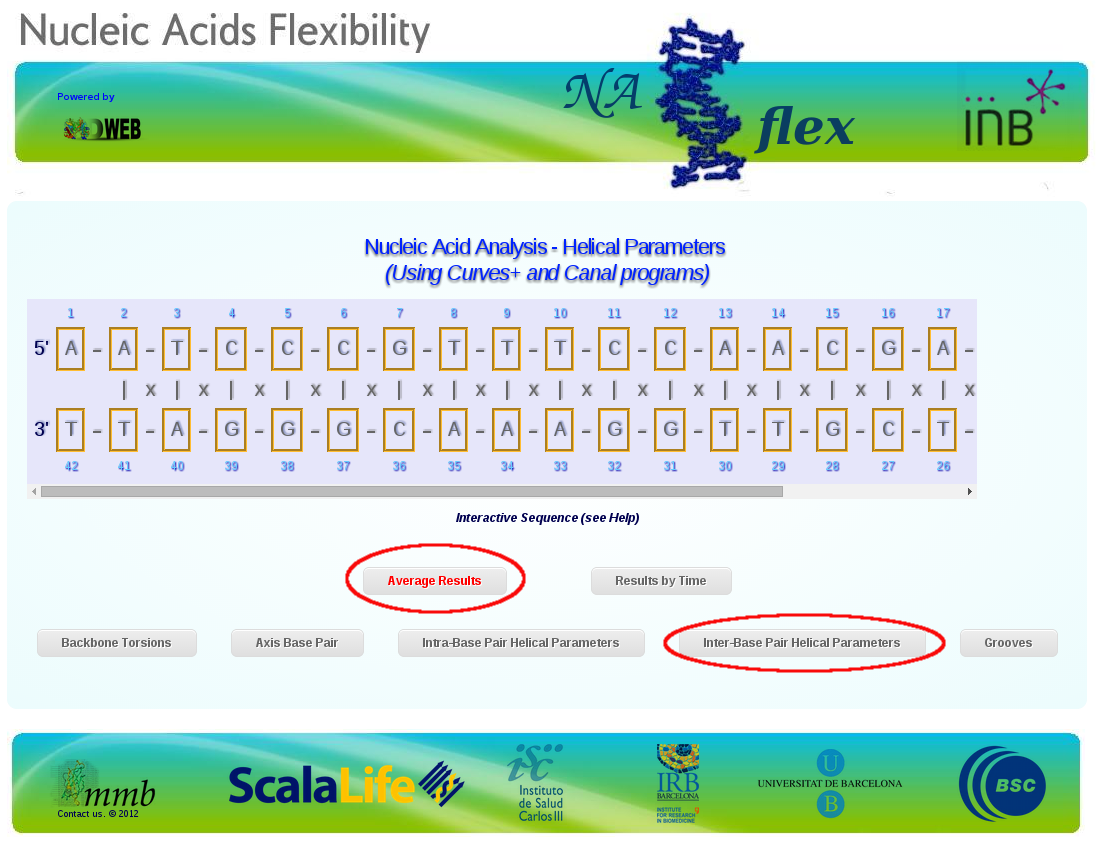 Nucleic Acids Flexibility
Powered by
MDWEB
NA
flex
INB
Nucleic Acid Analysis - Helical Parameters
(Using Curves+ and Canal programs)
1 2 3 4 5 6 7 8 9 10 11 12 13 14 15 16 17
5' A - A - T - C - C - C - G - T - T - T - C - C - A - A - C - G - A -
| x | x | x | x | x | x | x | x | x | x | x | x | x | x | x | x
3' T - T - A - G - G - G - C - A - A - A - G - G - T - T - G - C - T -
42 41 40 39 38 37 36 35 34 33 32 31 30 29 28 27 26
Interactive Sequence (see Help)
Average Results
Results by Time
Backbone Torsions
Axis Base Pair
Intra-Base Pair Helical Parameters
Inter-Base Pair Helical Parameters
Grooves
mmb
Contact us. © 2012
ScalaLife
isc
Instituto
de Salud
Carlos III
IRB
BARCELONA
INSTITUTE
FOR RESEARCH
IN BIOMEDICINE
U
UNIVERSITAT DE BARCELONA
B
BSC